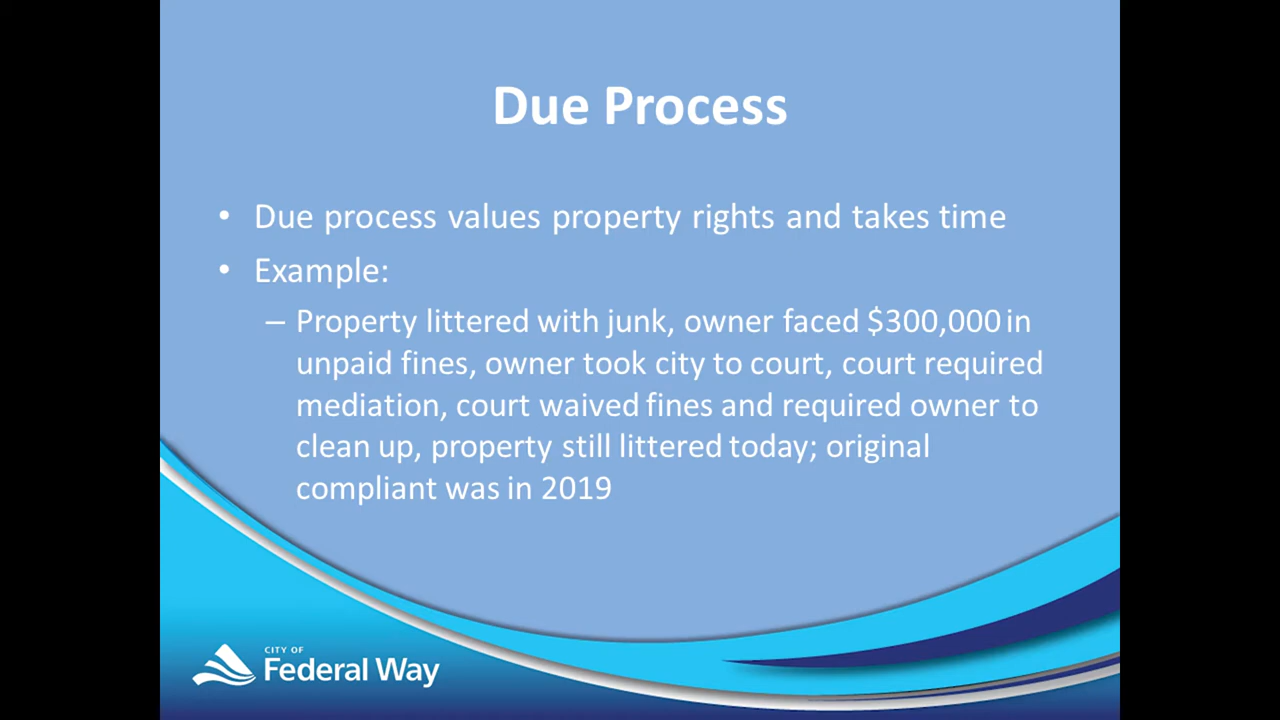 Due Process
• Due process values property rights and takes time
• Example:
– Property littered with junk, owner faced $300,000 in
unpaid fines, owner took city to court, court required
mediation, court waived fines and required owner to
clean up, property still littered today; original
compliant was in 2019
CITY OF
Federal Way